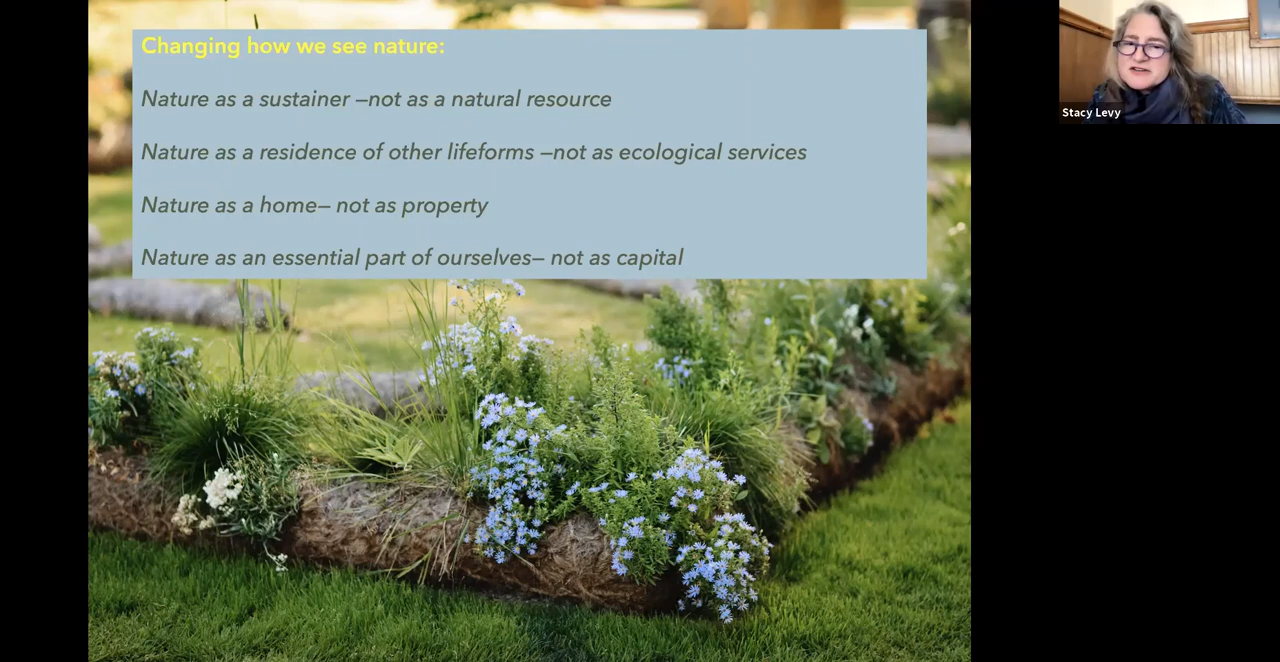 Changing how we see nature:
Nature as a sustainer —not as a natural resource
Nature as a residence of other lifeforms —not as ecological services
Nature as a home— not as property
Nature as an essential part of ourselves— not as capital
Stacy Levy